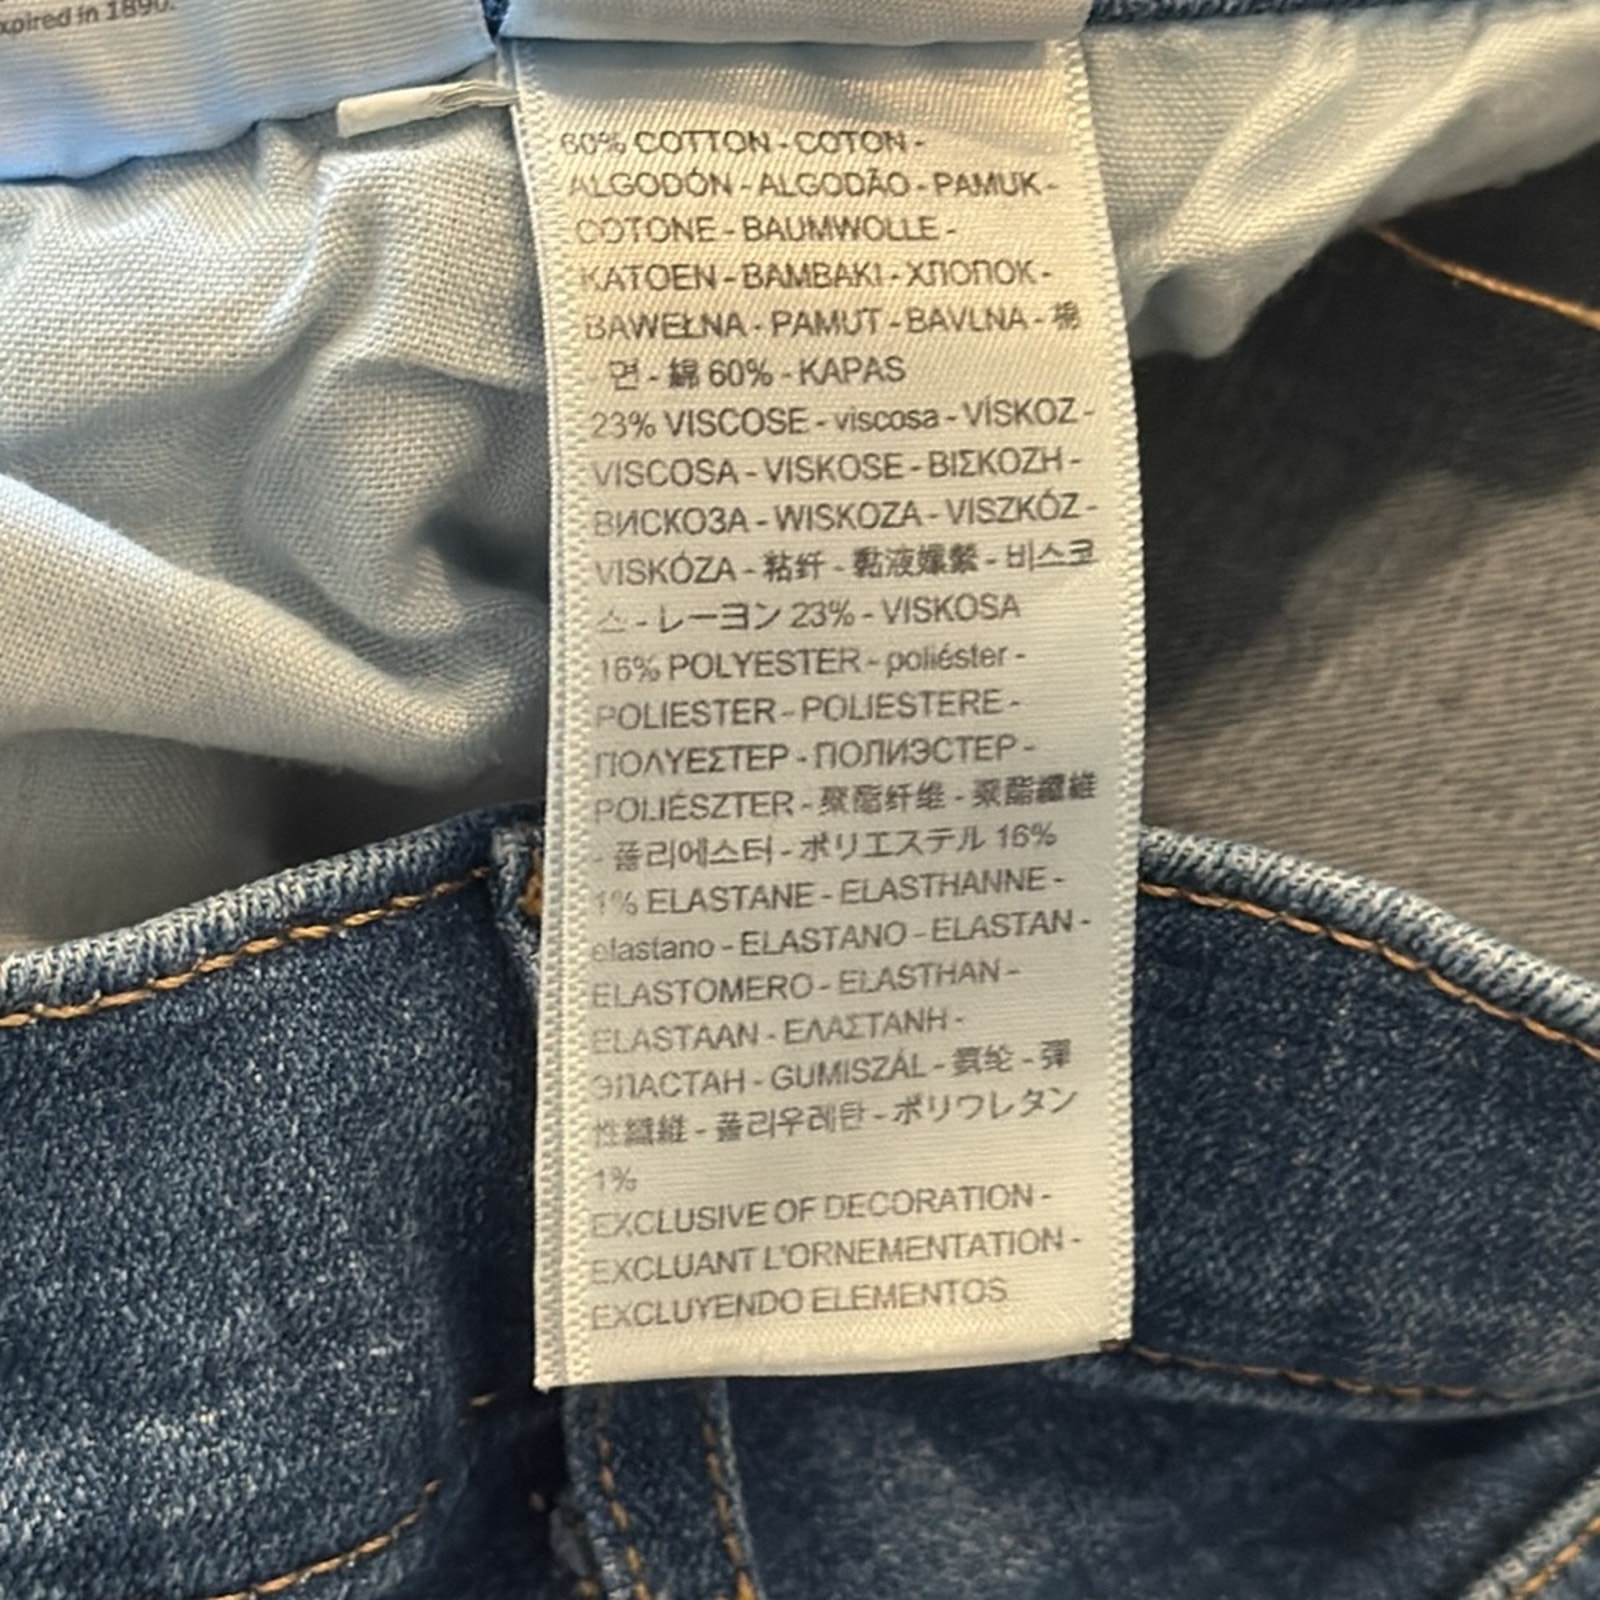 xpired in 1890.
60% COTTON - COTON -
ALGODÓN - ALGODÃO - PAMUK -
COTONE - BAUMWOLLE -
KATOEN - BAMBAKI - ХЛОПОК -
BAWEŁNA - PAMUT - BAVLNA - 棉
- 면 - 綿 60% - KAPAS
23% VISCOSE - viscosa - VİSKOZ -
VISCOSA - VISKOSE - ΒΙΣΚΟΖΗ -
ВИСКОЗА - WISKOZA - VISZKÓZ -
VISKÓZA - 粘纤 - 黏液嫘縈 - 비스코
스 - レーヨン 23% - VISKOSA
16% POLYESTER - poliéster -
POLIESTER - POLIESTERE -
ΠΟΛΥΕΣΤΕΡ - ПОЛИЭСТЕР -
POLIÉSZTER - 聚酯纤维 - 聚酯纖維
- 폴리에스터 - ポリエステル 16%
1% ELASTANE - ELASTHANNE -
elastano - ELASTANO - ELASTAN -
ELASTOMERO - ELASTHAN -
ELASTAAN - ΕΛΑΣΤΑΝΗ -
ЭЛАСТАН - GUMISZÁL - 氨纶 - 彈
性纖維 - 폴리우레탄 - ポリウレタン
1%
EXCLUSIVE OF DECORATION -
EXCLUANT L'ORNEMENTATION -
EXCLUYENDO ELEMENTOS